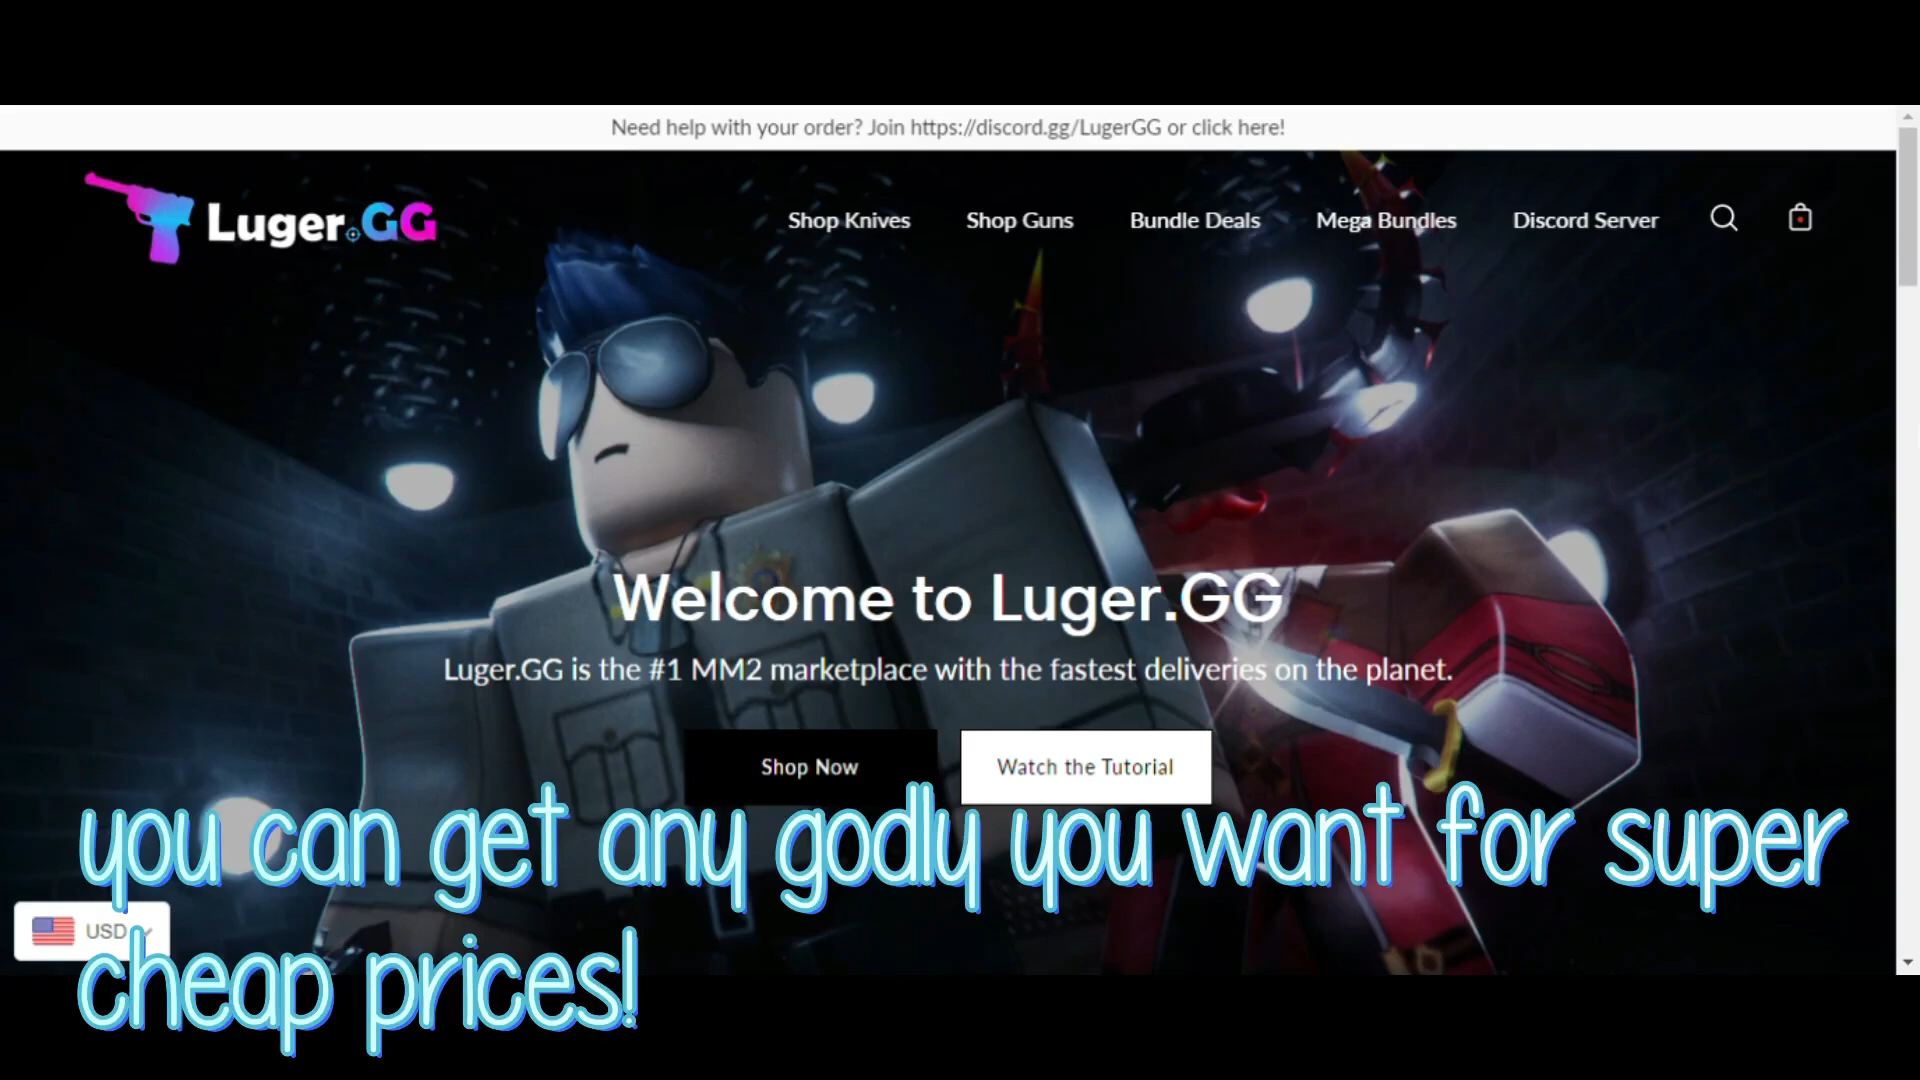 Need help with your order? Join https://discord.gg/LugerGG or click here!
Luger.GG
Shop Knives Shop Guns Bundle Deals Mega Bundles Discord Server
Welcome to Luger.GG
Luger.GG is the #1 MM2 marketplace with the fastest deliveries on the planet.
Shop Now Watch the Tutorial
you can get any godly you want for super
USD
cheap prices!